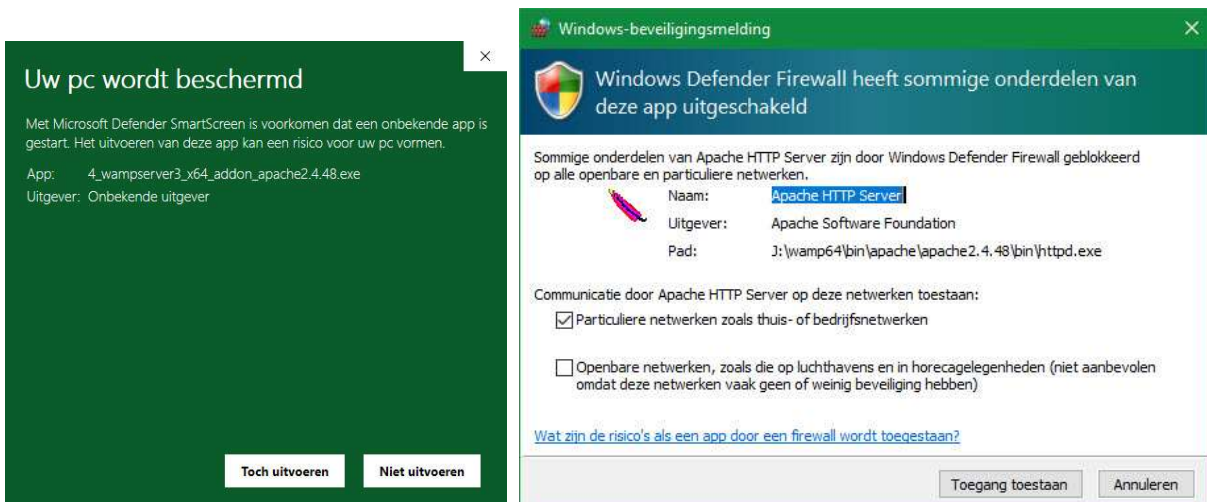 Uw pc wordt beschermd
Met Microsoft Defender SmartScreen is voorkomen dat een onbekende app is
gestart. Het uitvoeren van deze app kan een risico voor uw pc vormen.
App: 4_wampserver3_x64_addon_apache2.4.48.exe
Uitgever: Onbekende uitgever
Toch uitvoeren Niet uitvoeren
Windows-beveiligingsmelding
Windows Defender Firewall heeft sommige onderdelen van
deze app uitgeschakeld
Sommige onderdelen van Apache HTTP Server zijn door Windows Defender Firewall geblokkeerd
op alle openbare en particuliere netwerken.
Naam: Apache HTTP Server
Uitgever: Apache Software Foundation
Pad: J:\wamp64\bin\apache\apache2.4.48\bin\httpd.exe
Communicatie door Apache HTTP Server op deze netwerken toestaan:
Particuliere netwerken zoals thuis- of bedrijfsnetwerken
Openbare netwerken, zoals die op luchthavens en in horecagelegenheden (niet aanbevolen
omdat deze netwerken vaak geen of weinig beveiliging hebben)
Wat zijn de risico's als een app door een firewall wordt toegestaan?
Toegang toestaan Annuleren